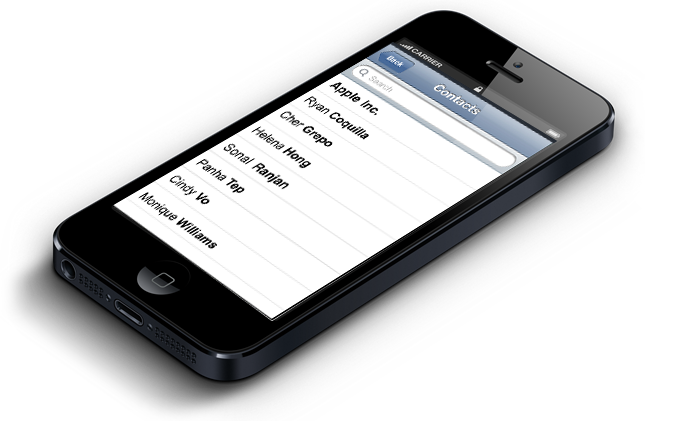 CARRIER
Back
Contacts
Search
Apple Inc.
Ryan Coquilla
Cher Grepo
Helena Hong
Sonal Ranjan
Panha Tep
Cindy Vo
Monique Williams